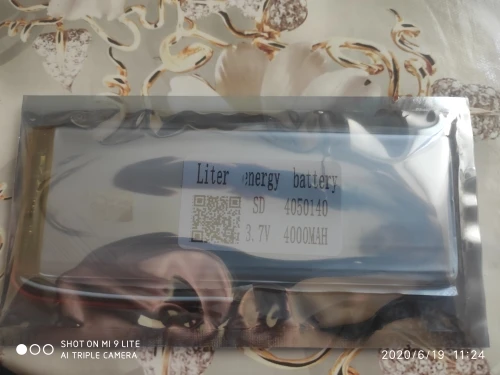 Liter energy battery
SD 4050140
3.7V 4000MAH
SHOT ON MI 9 LITE
AI TRIPLE CAMERA
2020/6/19 11:24